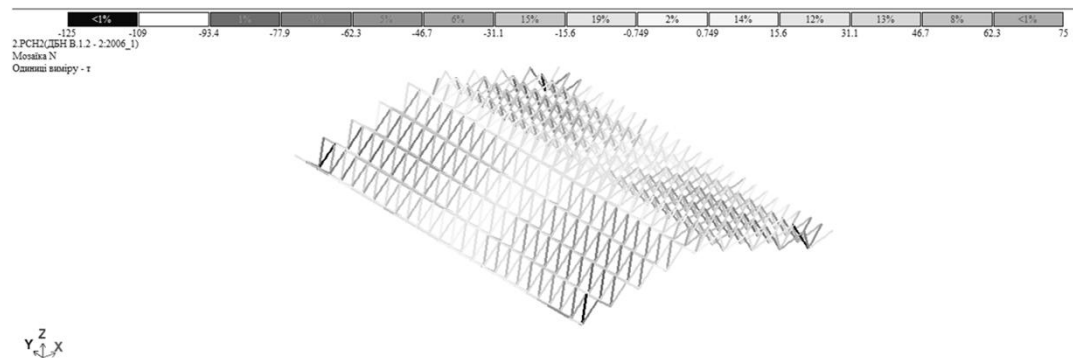 <1% 1% 5% 6% 15% 19% 2% 14% 12% 13% 8% <1%
-125 -109 -93.4 -77.9 -62.3 -46.7 -31.1 -15.6 -0.749 0.749 15.6 31.1 46.7 62.3 75
2.РСН2(ДБН В.1.2 - 2:2006_1)
Мозаїка N
Одиниці виміру - т
Z
Y X